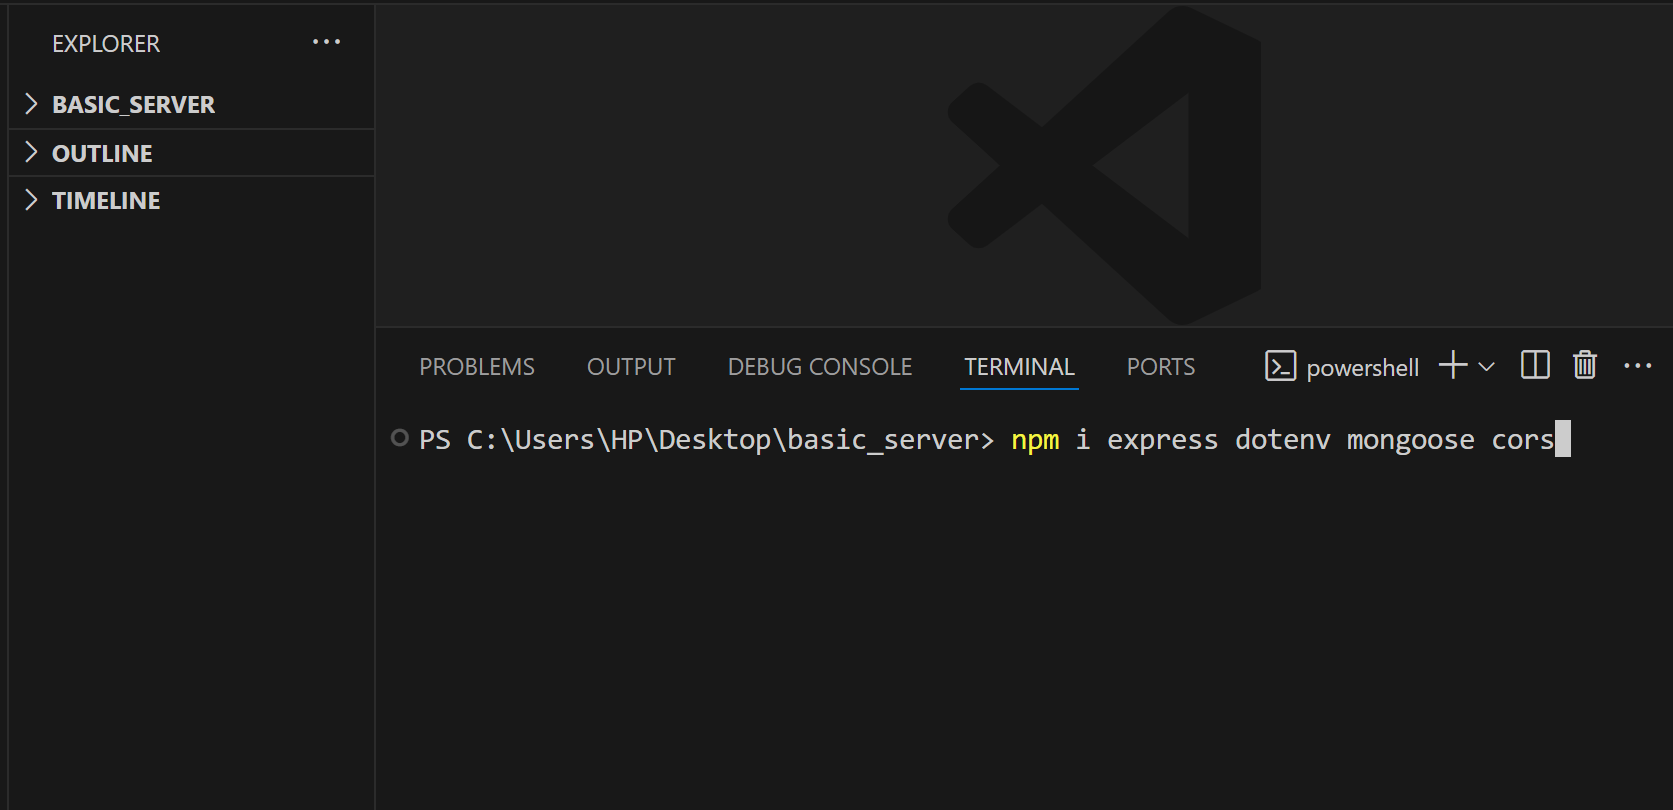 EXPLORER
BASIC_SERVER
OUTLINE
TIMELINE
PROBLEMS OUTPUT DEBUG CONSOLE TERMINAL PORTS powershell
PS C:\Users\HP\Desktop\basic_server> npm i express dotenv mongoose cors